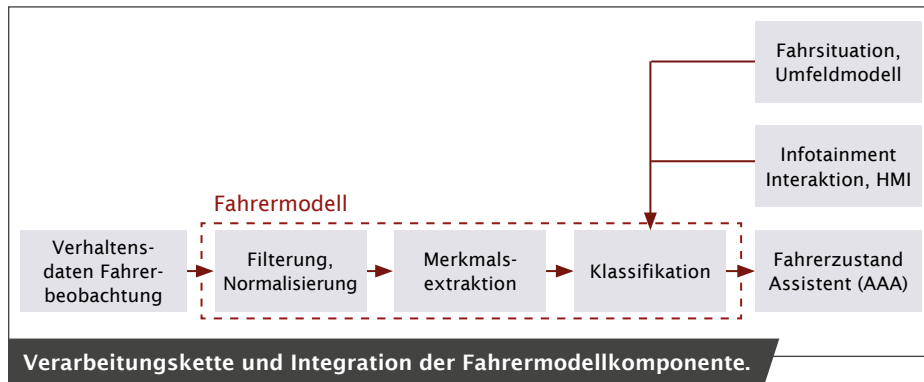 Fahrsituation,
Umfeldmodell
Infotainment
Interaktion, HMI
Fahrermodell
Verhaltens-
daten Fahrer-
beobachtung
Filterung,
Normalisierung
Merkmals-
extraktion
Klassifikation
Fahrerzustand
Assistent (AAA)
Verarbeitungskette und Integration der Fahrermodellkomponente.